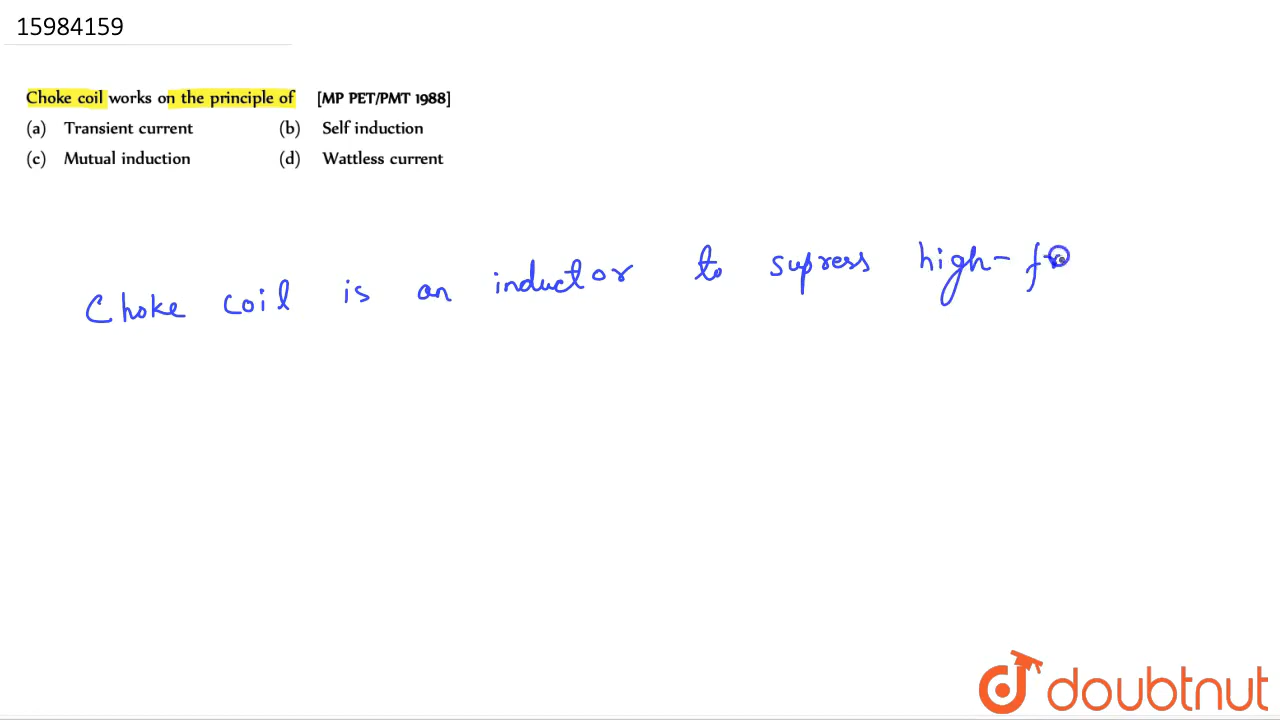 15984159
Choke coil works on the principle of [MP PET/PMT 1988]
(a) Transient current (b) Self induction
(c) Mutual induction (d) Wattless current
Choke coil is an inductor to supress high-
doubtnut